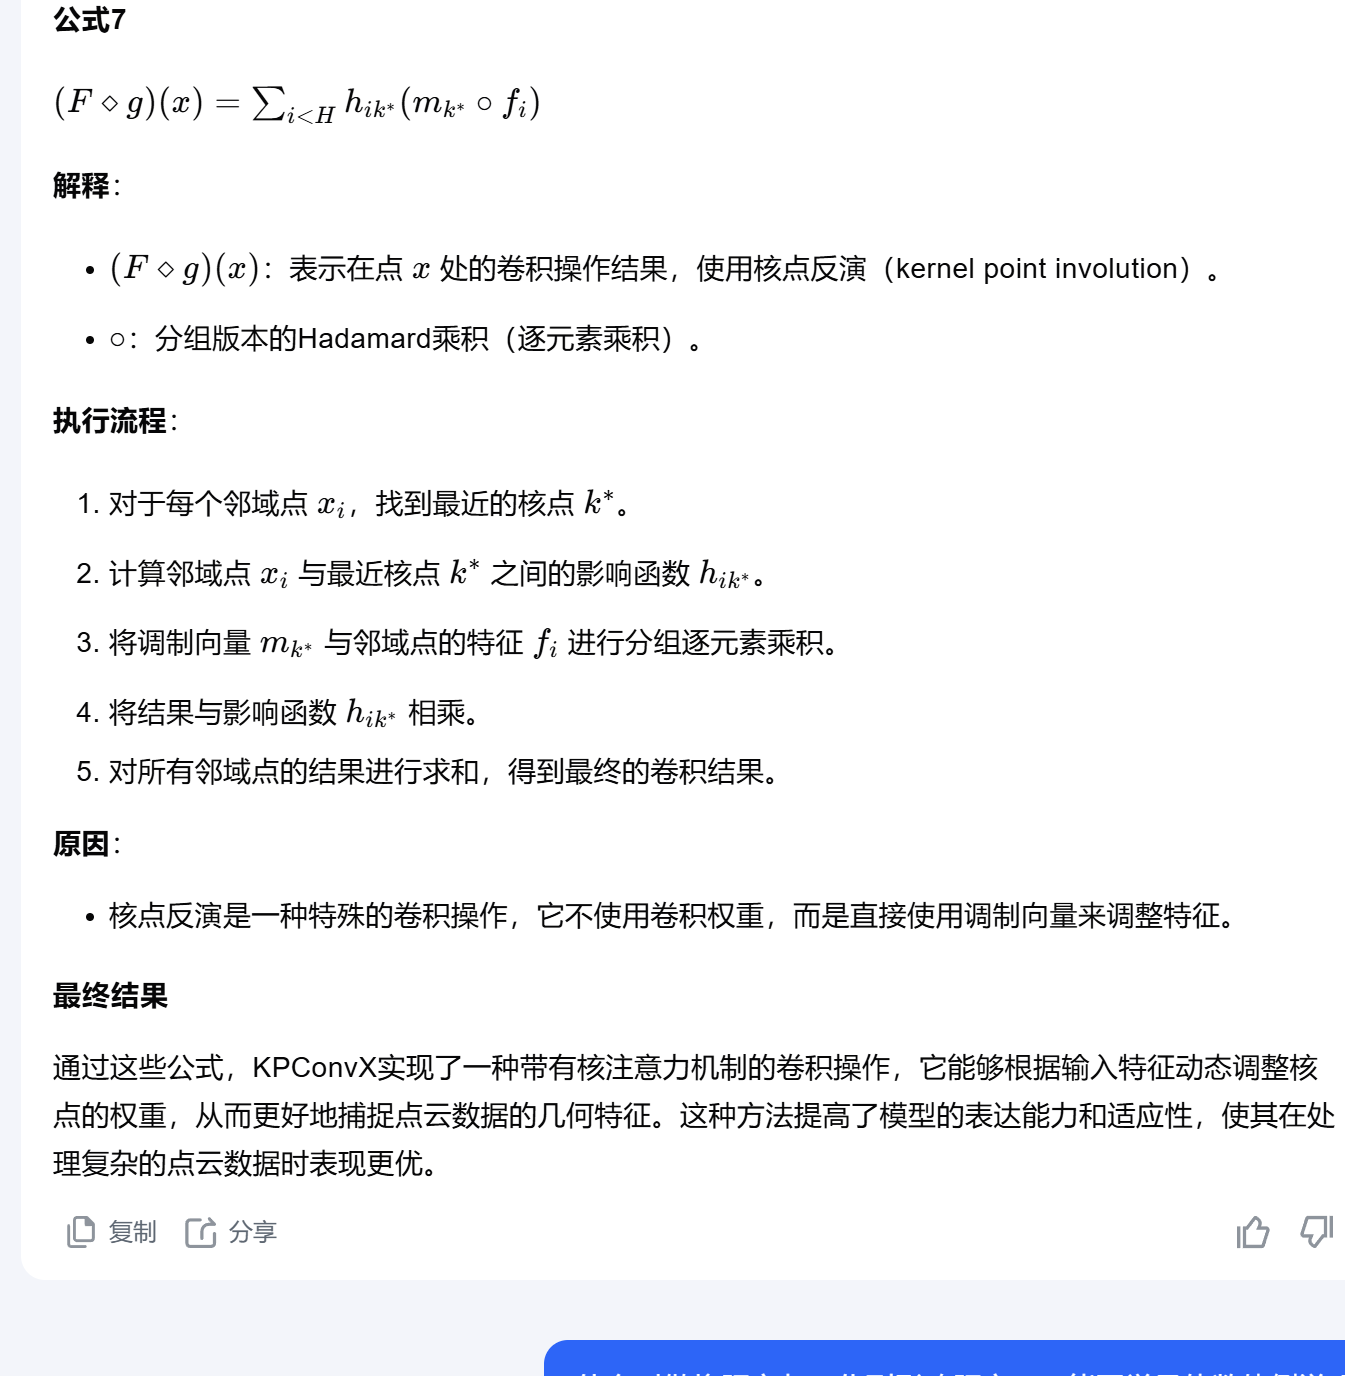 公式7
(F ⋄ g)(x) = ∑_{i<H} h_{ik*}(m_{k*} ∘ f_i)
解释：
• (F ⋄ g)(x)：表示在点 x 处的卷积操作结果，使用核点反演（kernel point involution）。
• ∘：分组版本的Hadamard乘积（逐元素乘积）。
执行流程：
1. 对于每个邻域点 x_i，找到最近的核点 k*。
2. 计算邻域点 x_i 与最近核点 k* 之间的影响函数 h_{ik*}。
3. 将调制向量 m_{k*} 与邻域点的特征 f_i 进行分组逐元素乘积。
4. 将结果与影响函数 h_{ik*} 相乘。
5. 对所有邻域点的结果进行求和，得到最终的卷积结果。
原因：
• 核点反演是一种特殊的卷积操作，它不使用卷积权重，而是直接使用调制向量来调整特征。
最终结果
通过这些公式，KPConvX实现了一种带有核注意力机制的卷积操作，它能够根据输入特征动态调整核
点的权重，从而更好地捕捉点云数据的几何特征。这种方法提高了模型的表达能力和适应性，使其在处
理复杂的点云数据时表现更优。
复制 分享